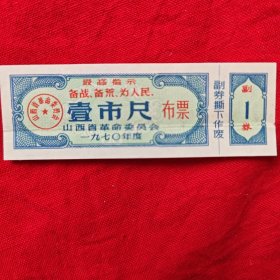 最高指示
备战、备荒、为人民。
壹市尺
布票
山西省革命委员会
一九七〇年度
副券撕下作废
副
1
券